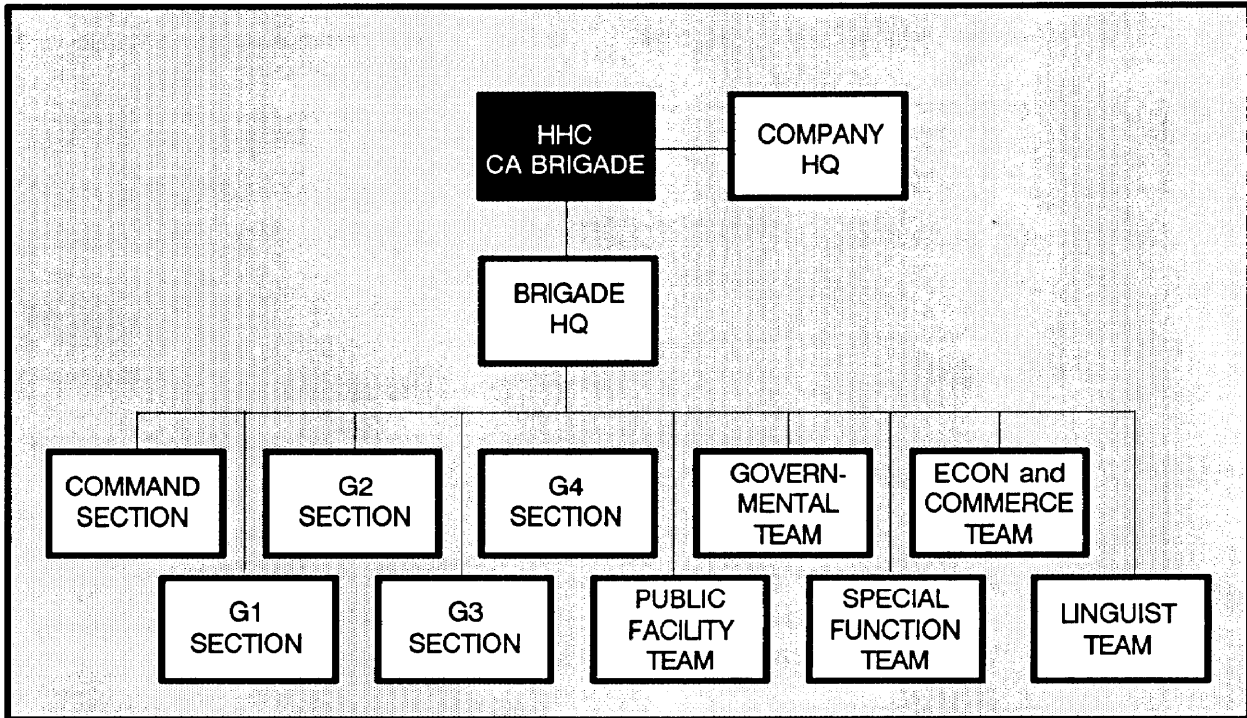 HHC
CA BRIGADE
COMPANY
HQ
BRIGADE
HQ
COMMAND
SECTION
G2
SECTION
G4
SECTION
GOVERN-
MENTAL
TEAM
ECON and
COMMERCE
TEAM
G1
SECTION
G3
SECTION
PUBLIC
FACILITY
TEAM
SPECIAL
FUNCTION
TEAM
LINGUIST
TEAM